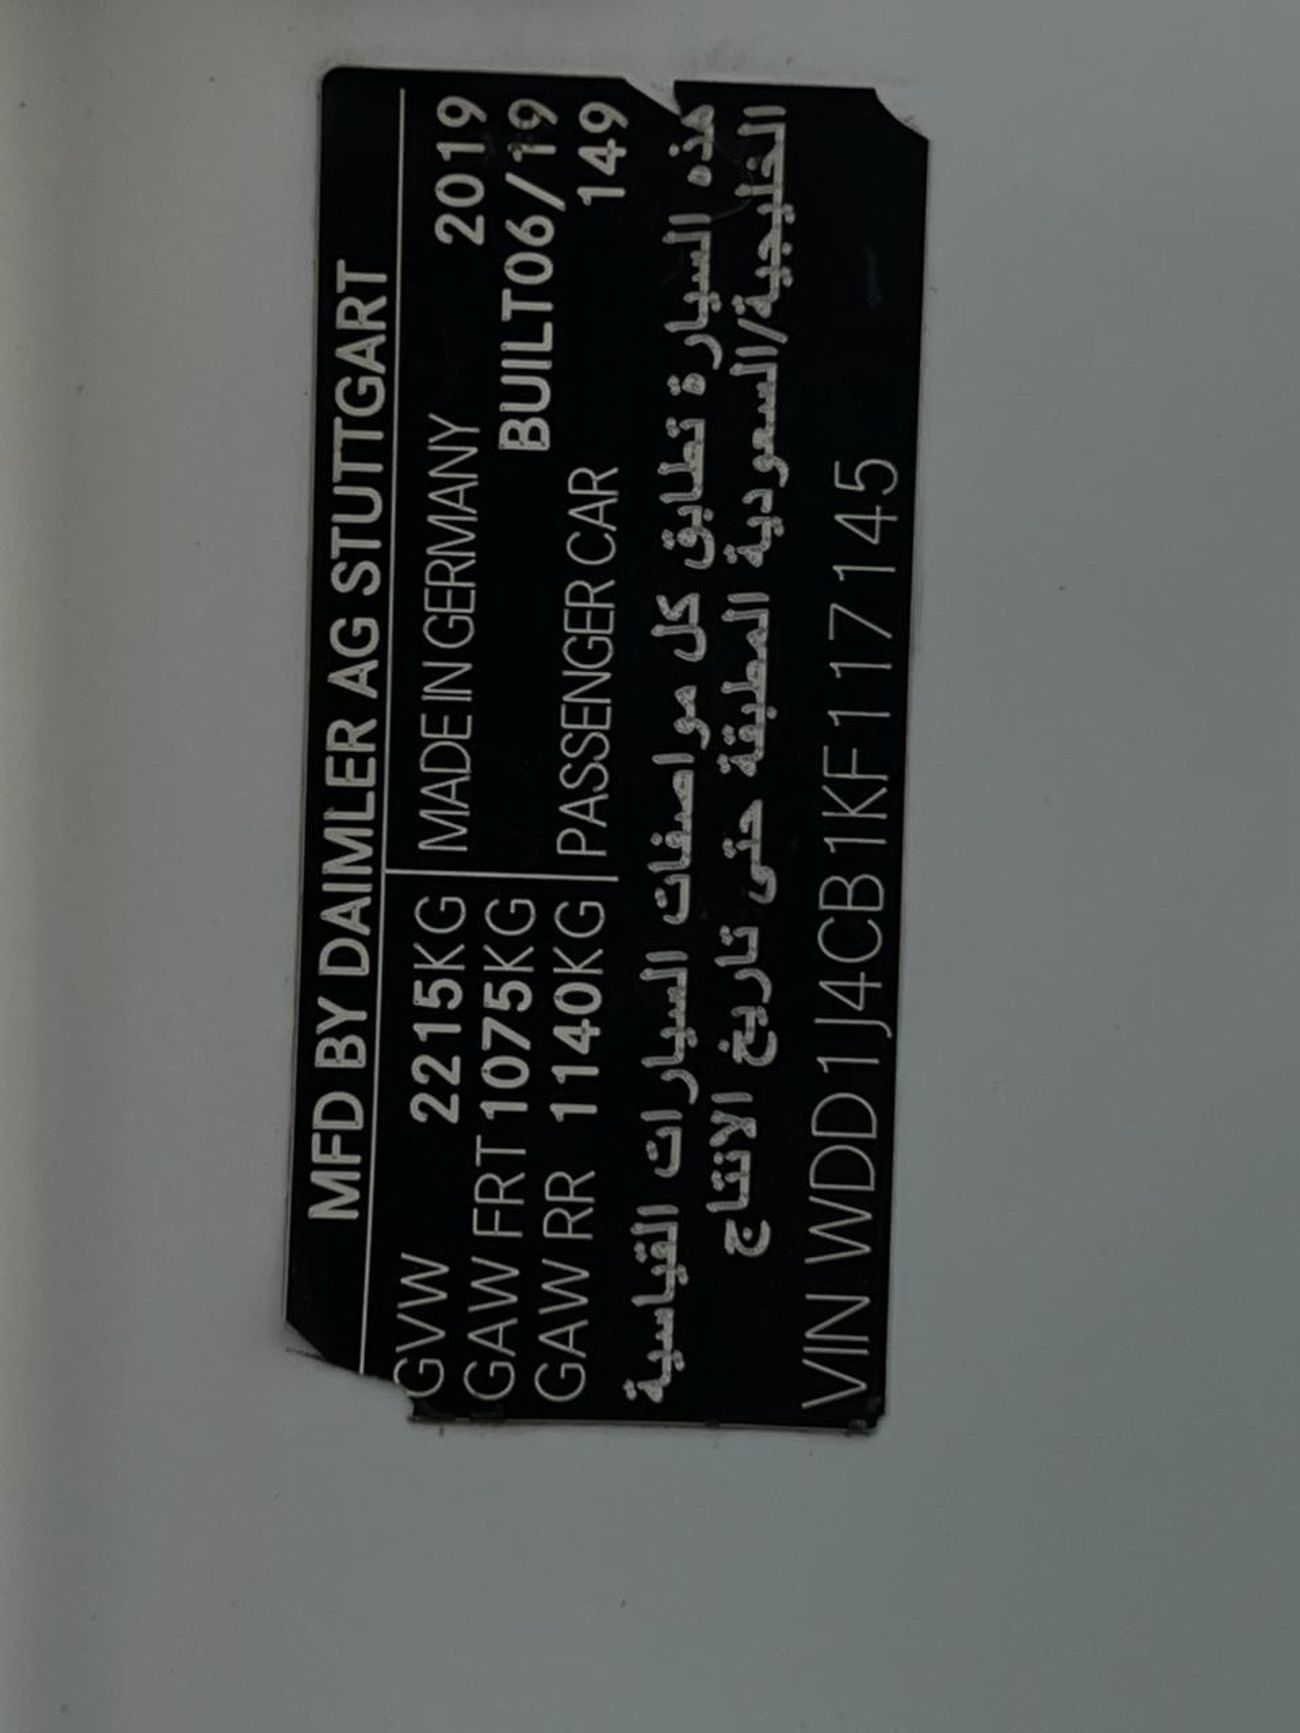 MFD BY DAIMLER AG STUTTGART
GVW 2215KG MADE IN GERMANY 2019
GAW FRT 1075KG BUILT06/19
GAW RR 1140KG PASSENGER CAR 149
هذه السيارة تطابق كل مواصفات السيارات القياسية
الخليجية/السعودية المطبقة حتى تاريخ الانتاج
VIN WDD1J4CB1KF117145